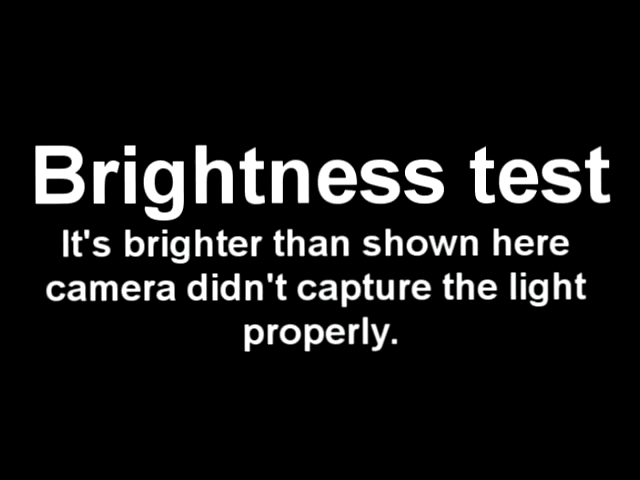 Brightness test
It's brighter than shown here
camera didn't capture the light
properly.